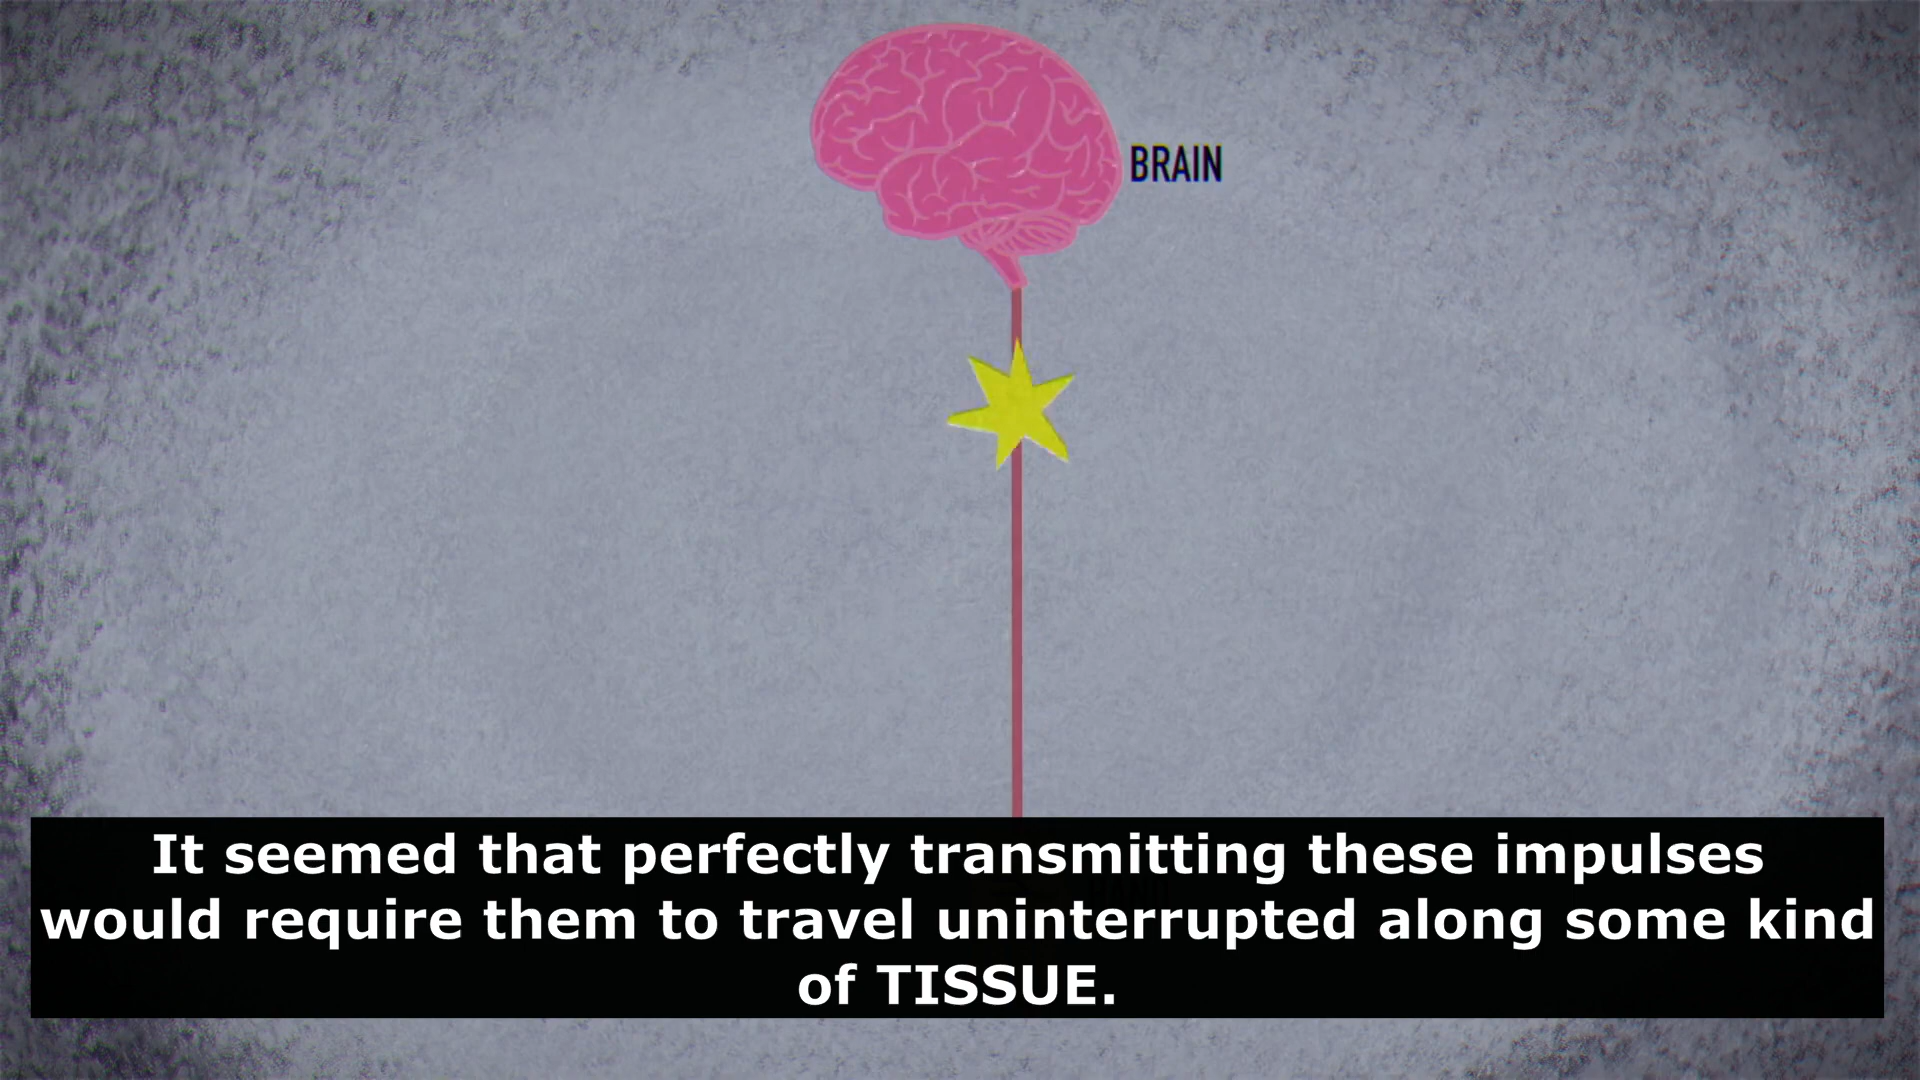 BRAIN
It seemed that perfectly transmitting these impulses
would require them to travel uninterrupted along some kind
of TISSUE.